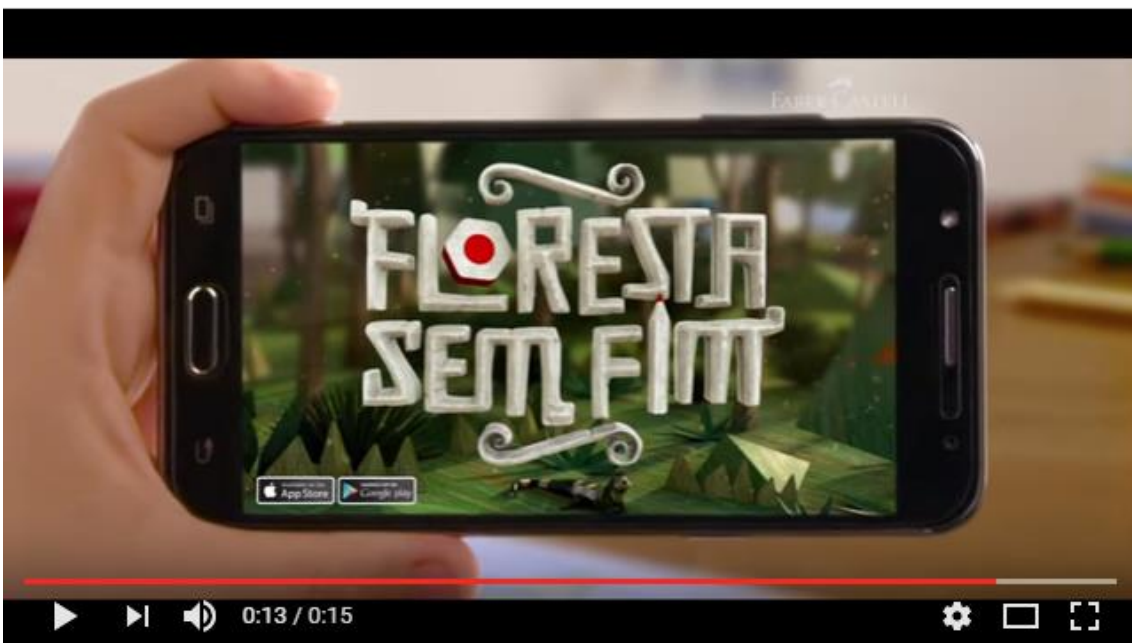 FABER-CASTELL
FLORESTA
SEM FIM
App Store
Google play
0:13 / 0:15